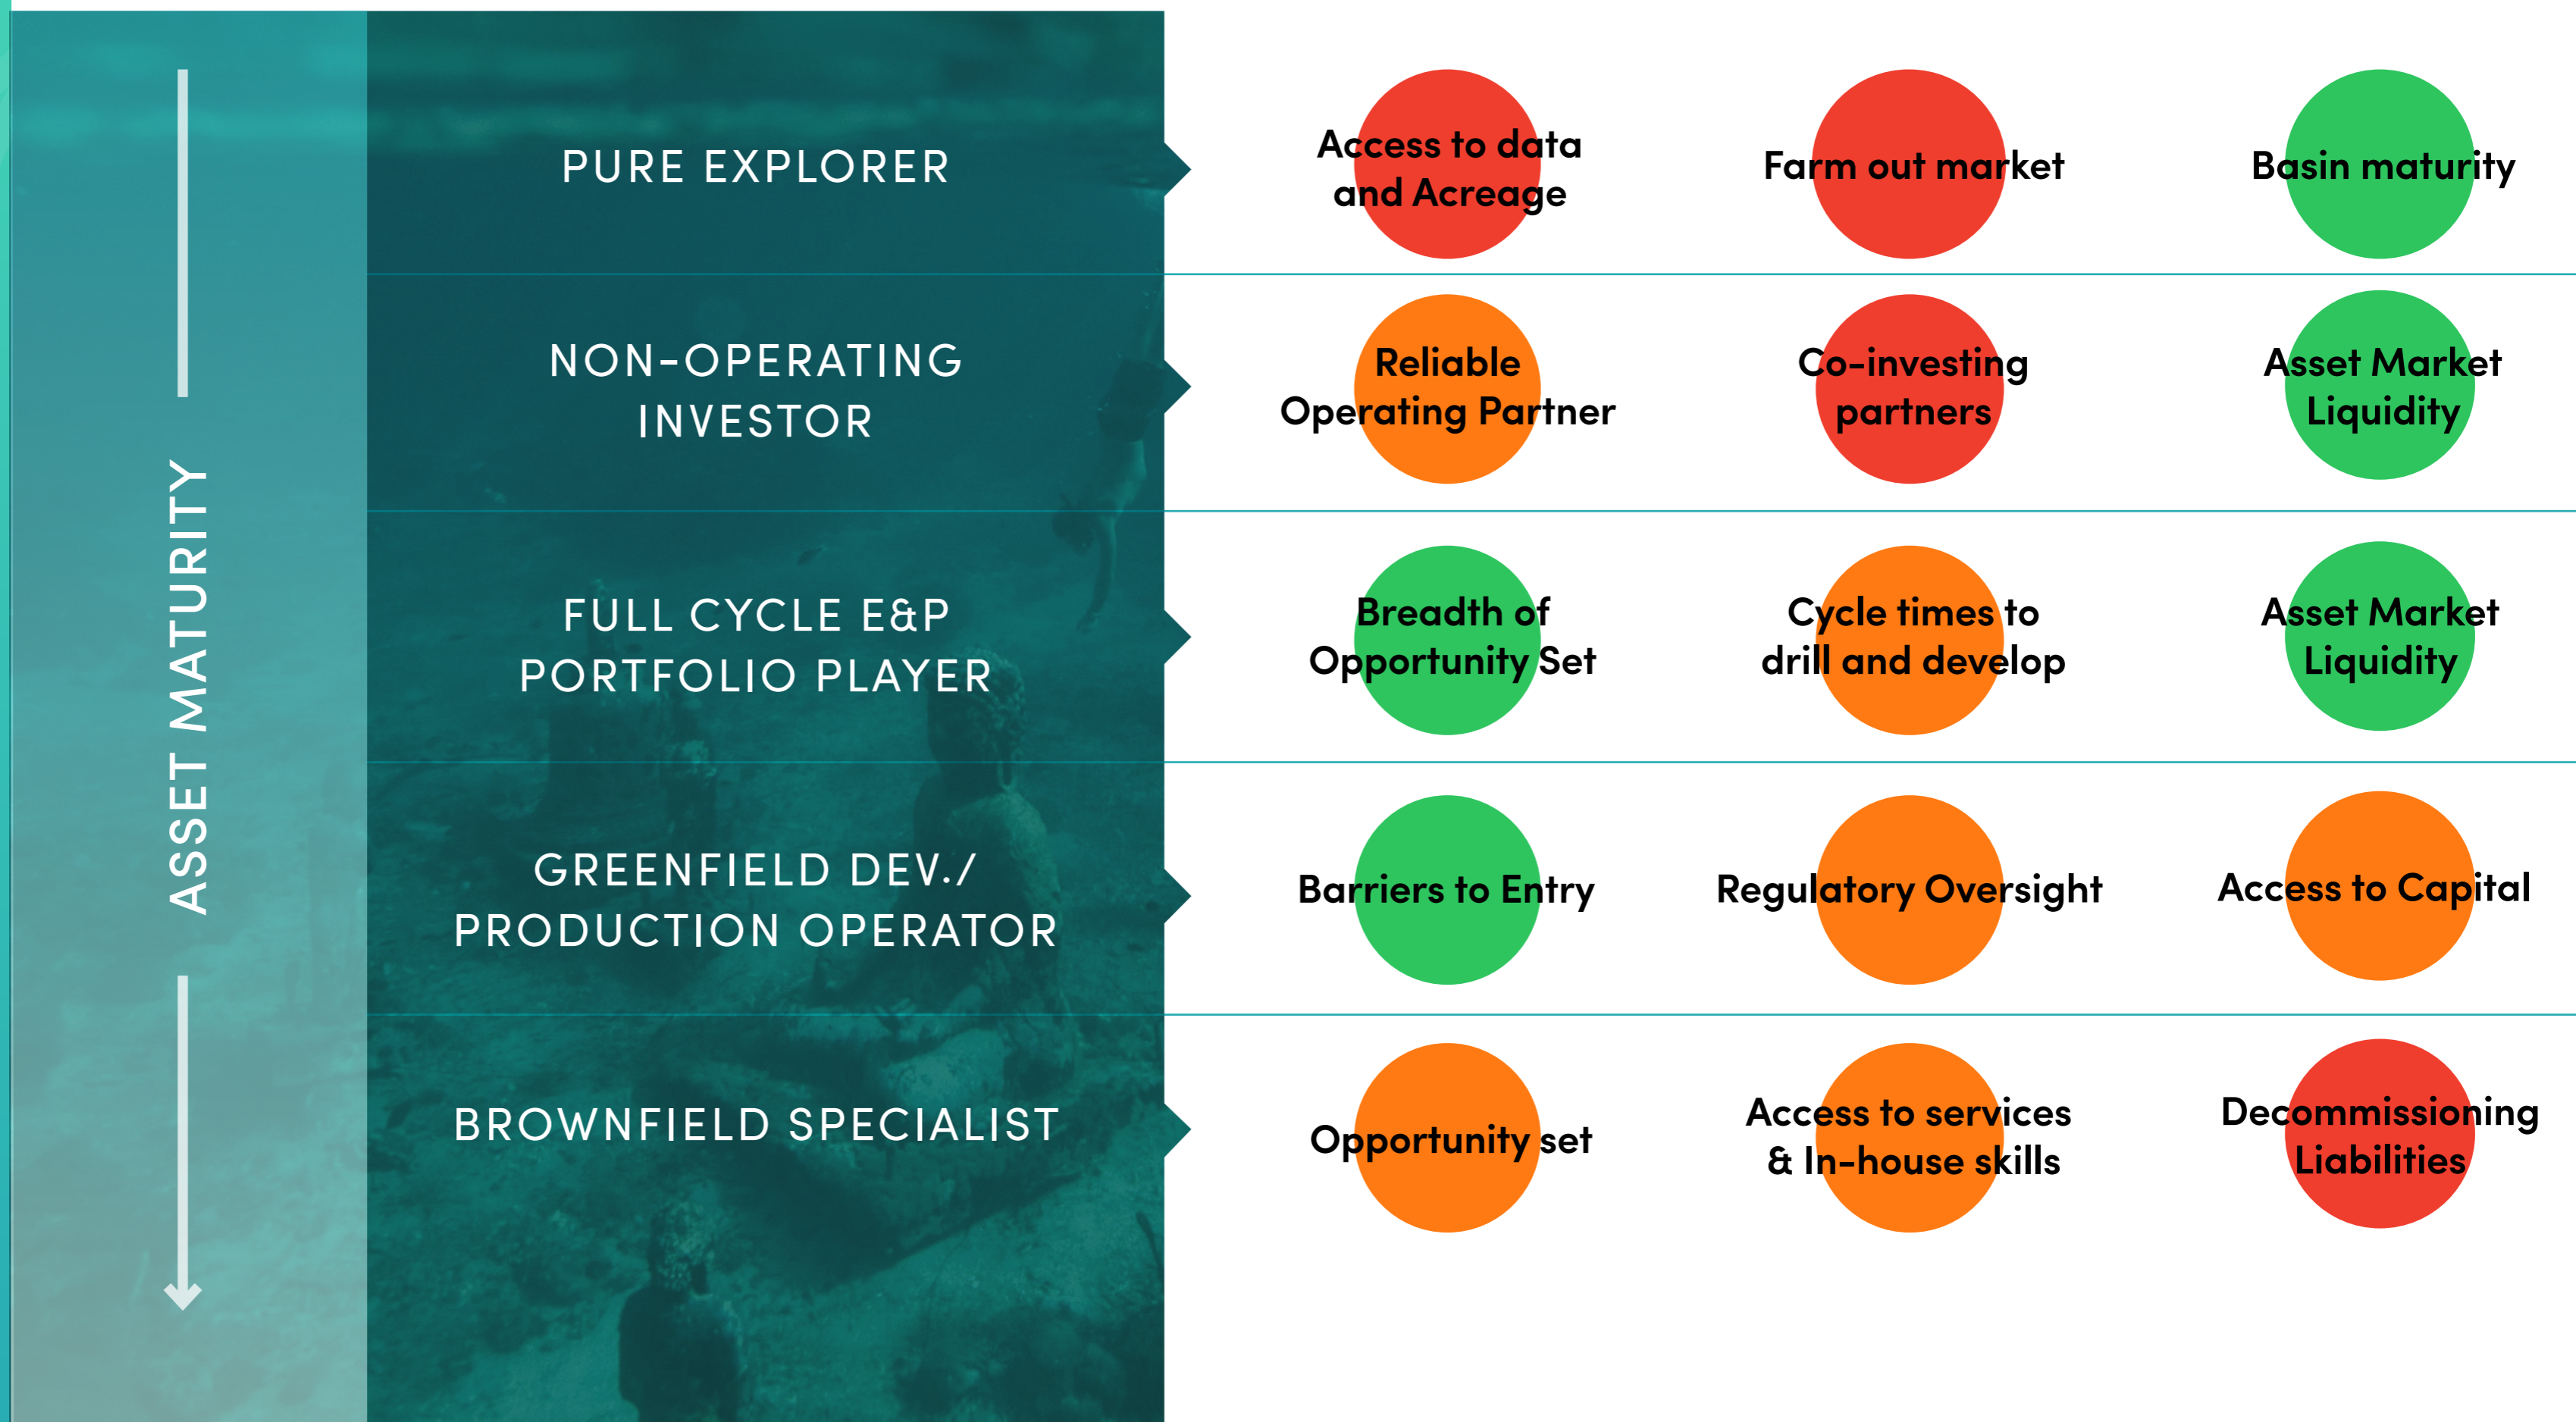 ASSET MATURITY
PURE EXPLORER
Access to data
and Acreage
Farm out market
Basin maturity
NON-OPERATING
INVESTOR
Reliable
Operating Partner
Co-investing
partners
Asset Market
Liquidity
FULL CYCLE E&P
PORTFOLIO PLAYER
Breadth of
Opportunity Set
Cycle times to
drill and develop
Asset Market
Liquidity
GREENFIELD DEV./
PRODUCTION OPERATOR
Barriers to Entry
Regulatory Oversight
Access to Capital
BROWNFIELD SPECIALIST
Opportunity set
Access to services
& In-house skills
Decommissioning
Liabilities